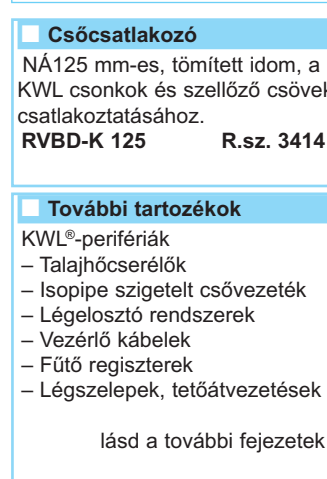 Csőcsatlakozó
NÁ125 mm-es, tömített idom, a
KWL csonkok és szellőző csövek
csatlakoztatásához.
RVBD-K 125 R.sz. 3414
További tartozékok
KWL®-perifériák
– Talajhőcserélők
– Isopipe szigetelt csővezeték
– Légelosztó rendszerek
– Vezérlő kábelek
– Fűtő regiszterek
– Légszelepek, tetőátvezetések
lásd a további fejezetek